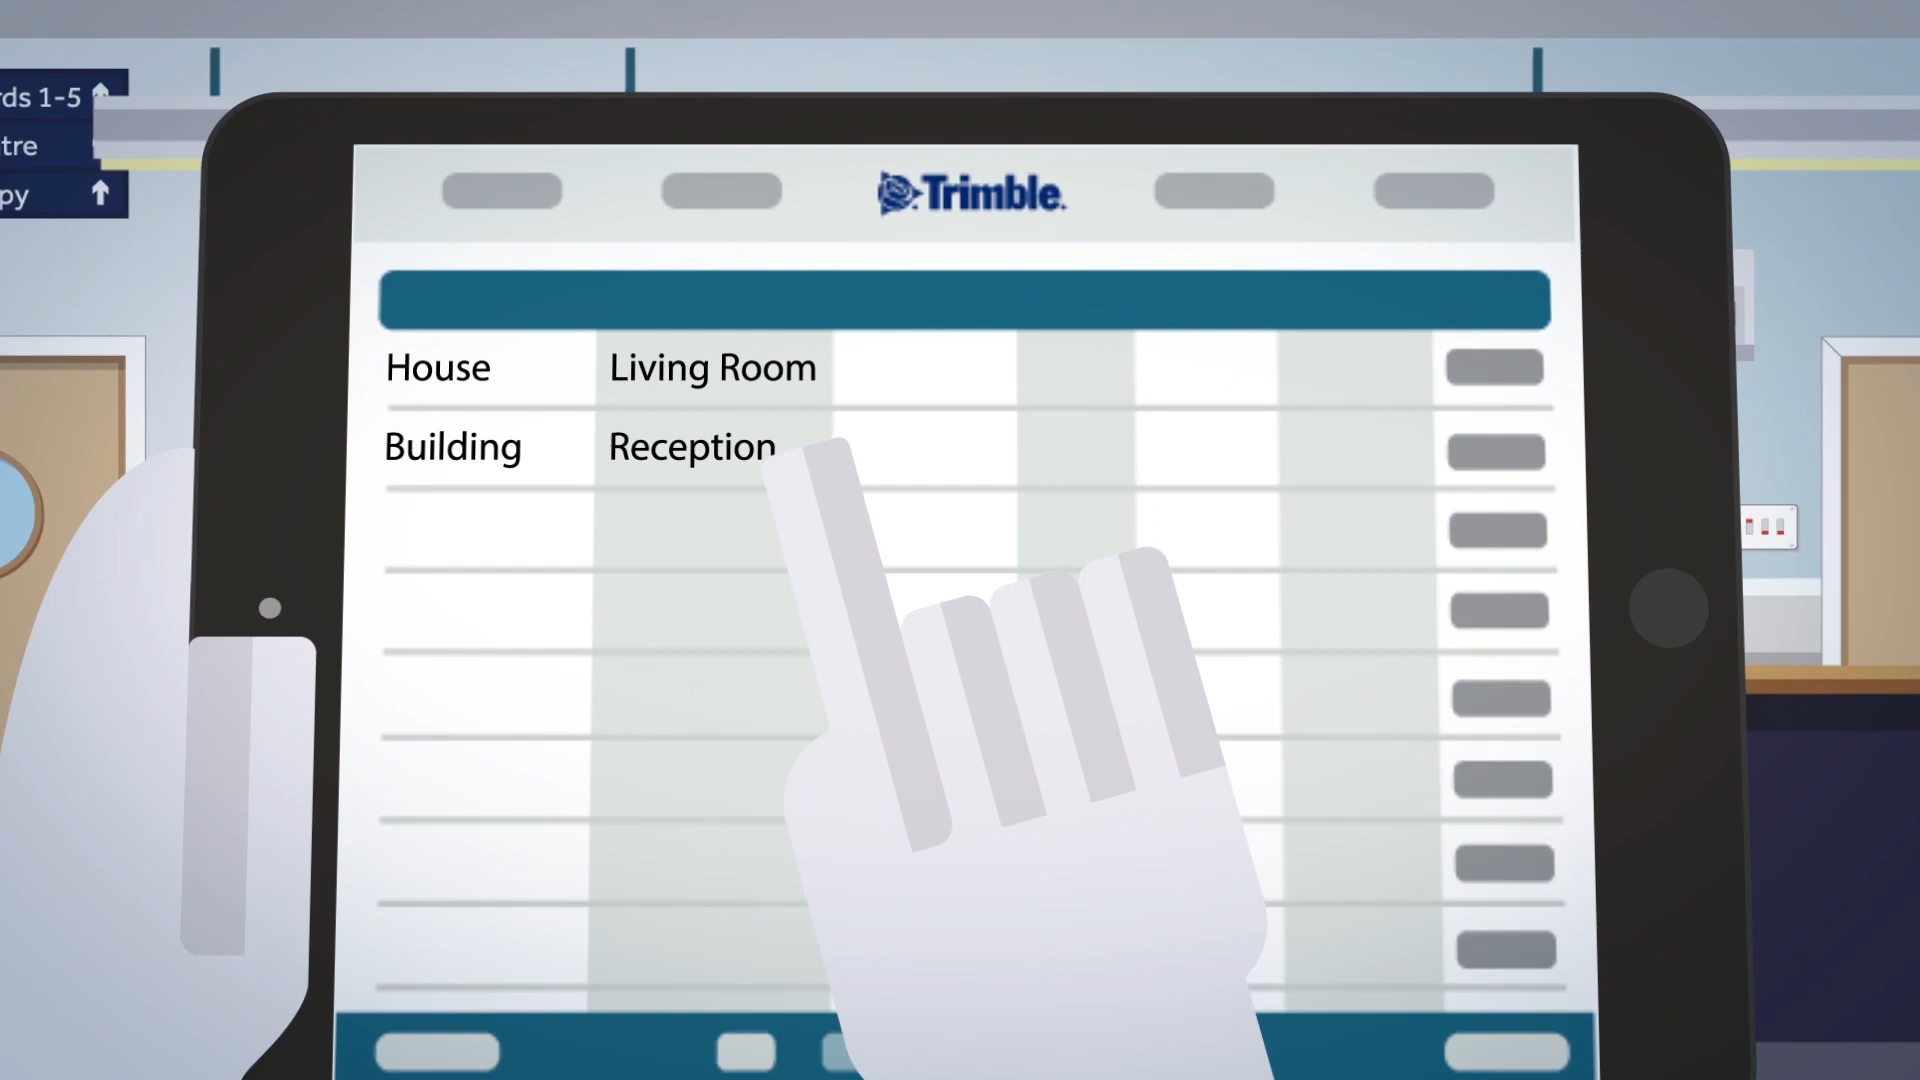 rds 1-5
tre
py
Trimble.
House Living Room
Building Reception